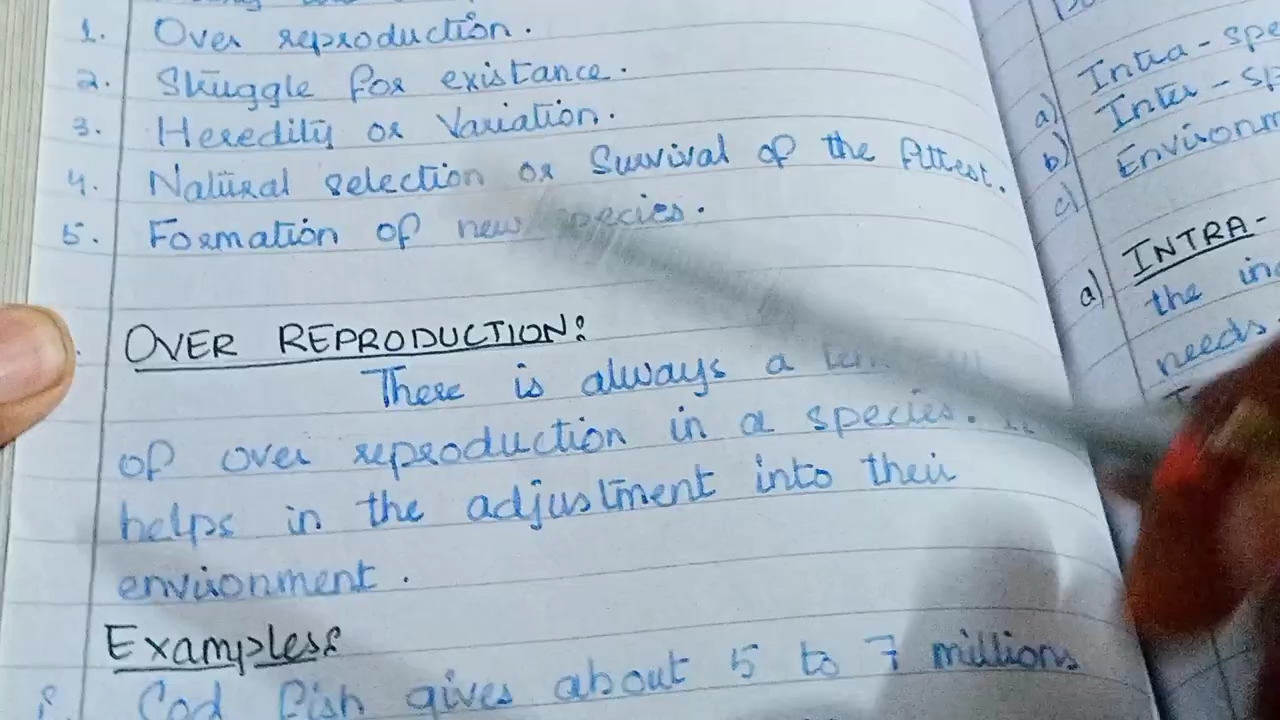 1. Over reproduction.
2. Struggle for existance.
3. Heredity or Variation.
4. Natural selection or Survival of the fittest.
5. Formation of new species.
OVER REPRODUCTION:
There is always a
of over reproduction in a species.
helps in the adjustment into their
environment.
Examples:
i. Cod fish gives about 5 to 7 millions
a) Intra - spe
b) Inter - sp
c) Environm
a) INTRA -
the in
needs